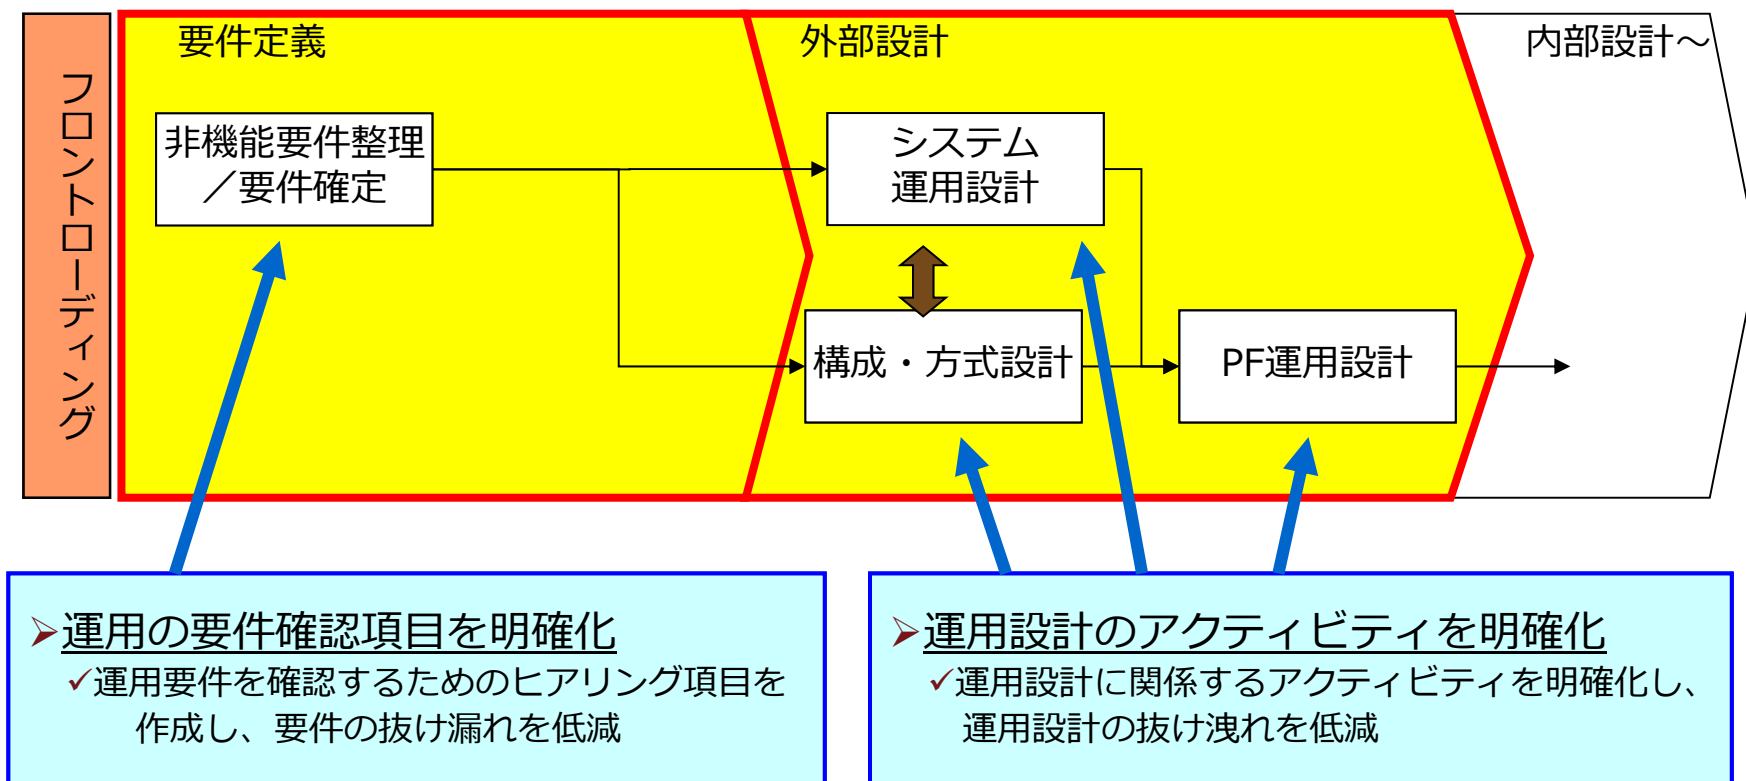 フロントローディング
要件定義
外部設計
内部設計～
非機能要件整理
／要件確定
システム
運用設計
構成・方式設計
PF運用設計
➢運用の要件確認項目を明確化
✓運用要件を確認するためのヒアリング項目を
作成し、要件の抜け漏れを低減
➢運用設計のアクティビティを明確化
✓運用設計に関係するアクティビティを明確化し、
運用設計の抜け洩れを低減